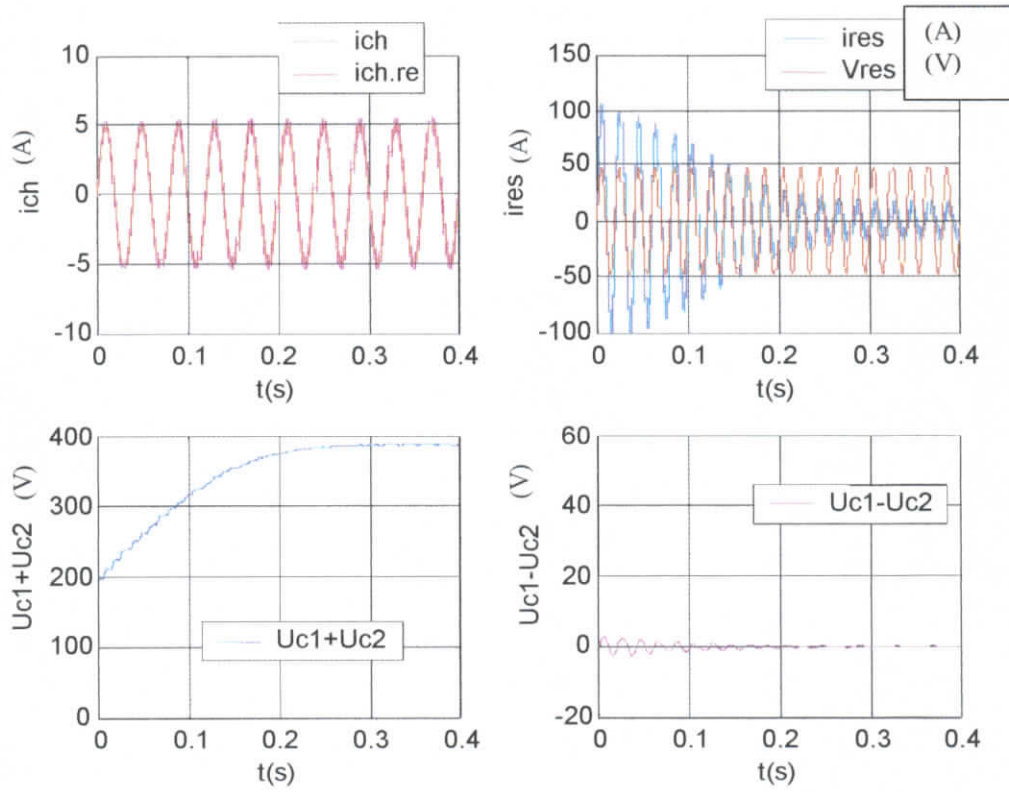 ich
ich.re
10
5
0
-5
-10
ich (A)
0 0.1 0.2 0.3 0.4
t(s)
ires (A)
Vres (V)
150
100
50
0
-50
-100
ires (A)
0 0.1 0.2 0.3 0.4
t(s)
400
300
200
100
0
Uc1+Uc2 (V)
Uc1+Uc2
0 0.1 0.2 0.3 0.4
t(s)
60
40
20
0
-20
Uc1-Uc2 (V)
Uc1-Uc2
0 0.1 0.2 0.3 0.4
t(s)